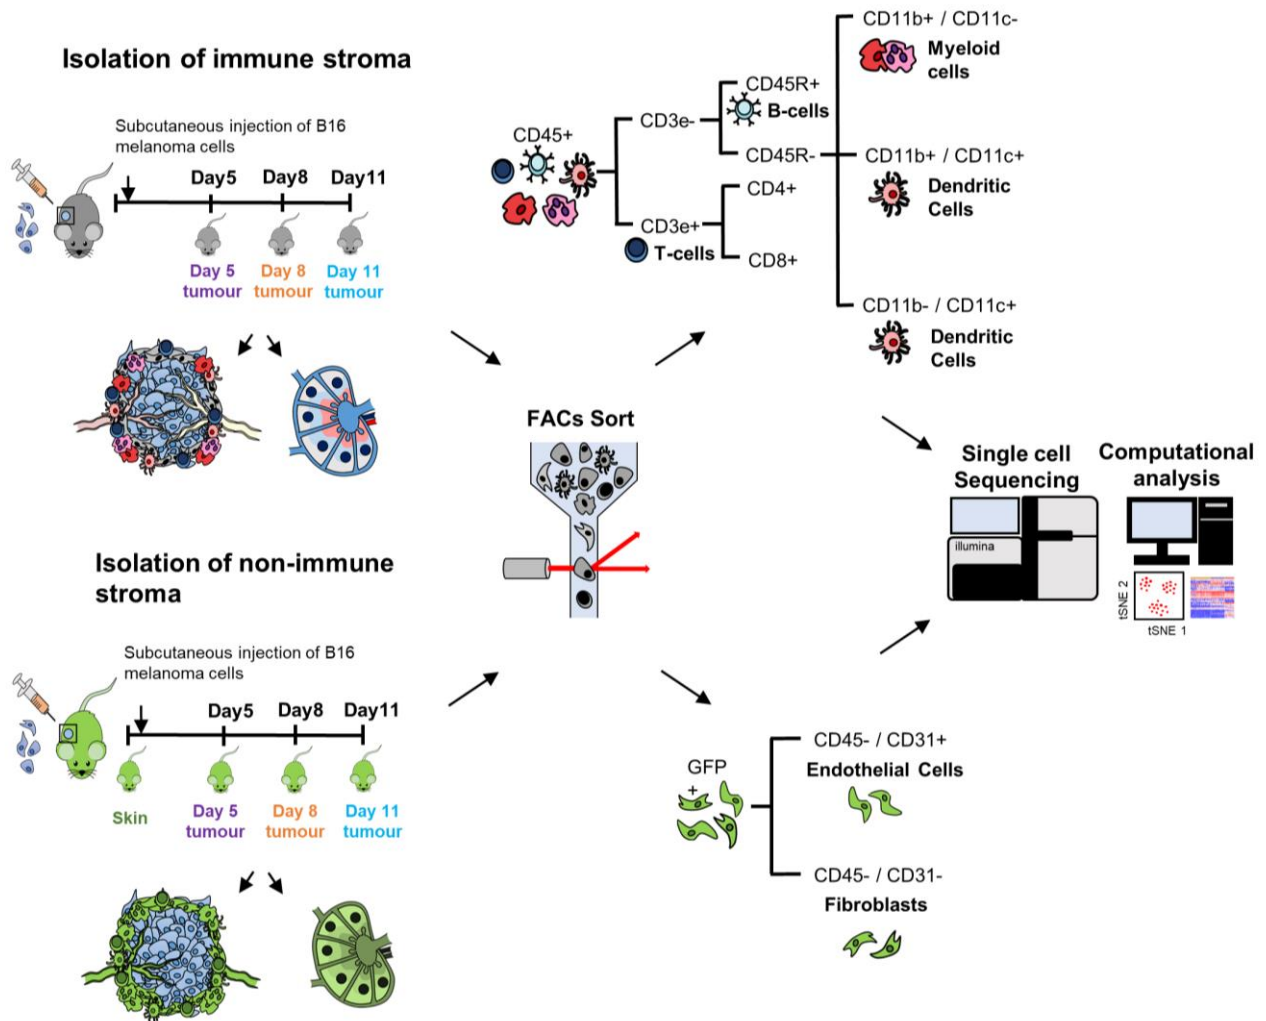 Isolation of immune stroma
Subcutaneous injection of B16
melanoma cells
Day5 Day8 Day11
Day 5
tumour
Day 8
tumour
Day 11
tumour
CD45+
CD3e-
CD3e+
T-cells
CD45R+
B-cells
CD45R-
CD4+
CD8+
CD11b+ / CD11c-
Myeloid
cells
CD11b+ / CD11c+
Dendritic
Cells
CD11b- / CD11c+
Dendritic
Cells
FACs Sort
Single cell
Sequencing
illumina
Computational
analysis
tSNE 2
tSNE 1
Isolation of non-immune
stroma
Subcutaneous injection of B16
melanoma cells
Day5 Day8 Day11
Skin
Day 5
tumour
Day 8
tumour
Day 11
tumour
GFP
+
CD45- / CD31+
Endothelial Cells
CD45- / CD31-
Fibroblasts